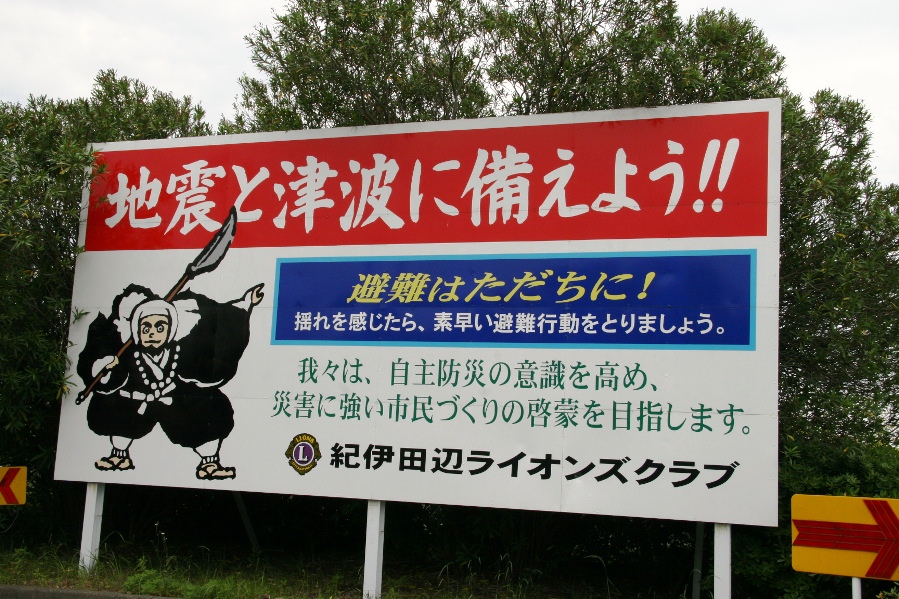 地震と津波に備えよう!!
避難はただちに!
揺れを感じたら、素早い避難行動をとりましょう。
我々は、自主防災の意識を高め、
災害に強い市民づくりの啓蒙を目指します。
LIONS
L
紀伊田辺ライオンズクラブ